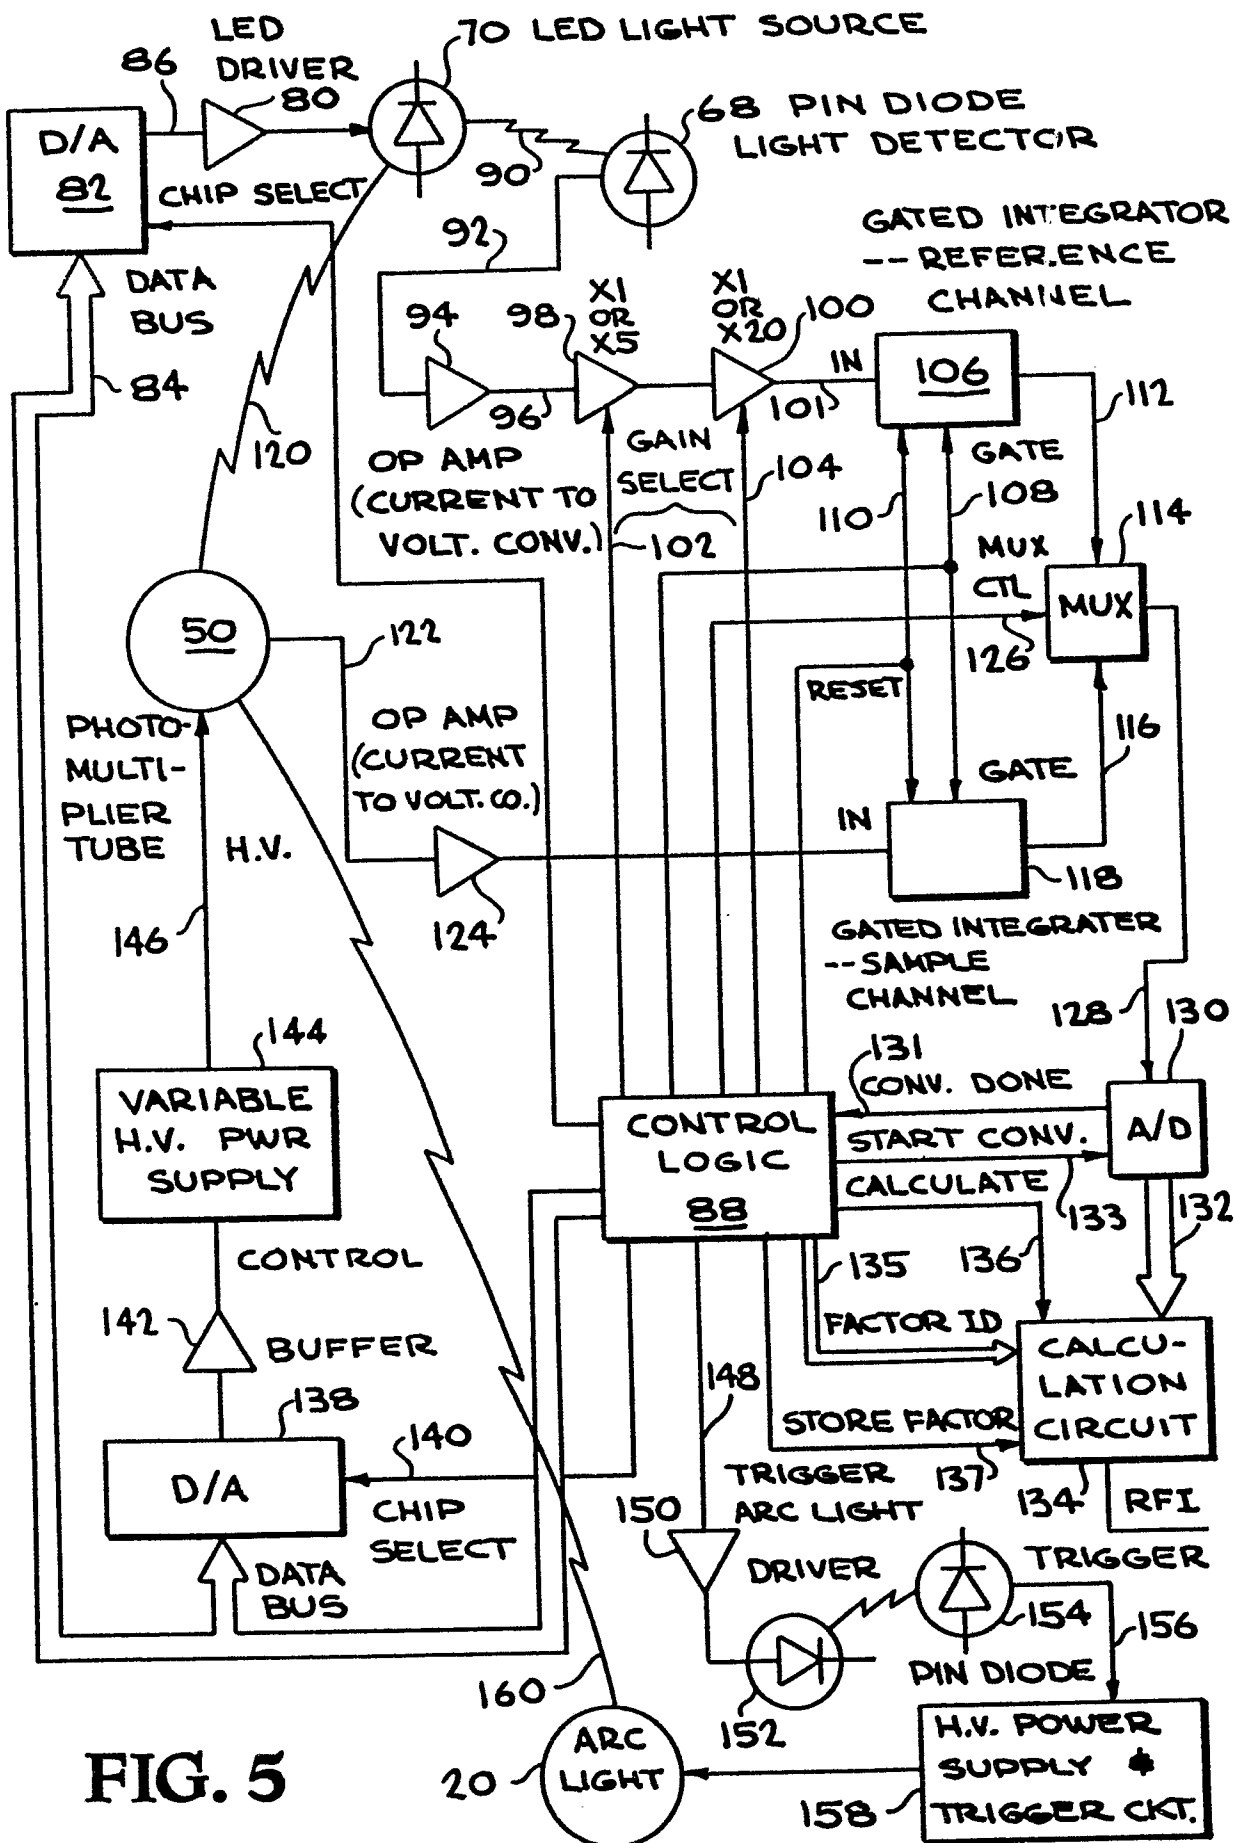 LED
DRIVER
86
80
70 LED LIGHT SOURCE
68 PIN DIODE
LIGHT DETECTOR
D/A
82
CHIP SELECT
90
DATA
BUS
84
92
GATED INTEGRATOR
-- REFERENCE
CHANNEL
94
98
X1
OR
X5
X1
OR
X20
100
IN
106
96
101
112
120
OP AMP
(CURRENT TO
VOLT. CONV.)
GAIN
SELECT
102
104
110
GATE
108
MUX
CTL
114
MUX
126
50
122
RESET
116
PHOTO-
MULTI-
PLIER
TUBE
OP AMP
(CURRENT
TO VOLT. CO.)
GATE
IN
H.V.
118
124
146
GATED INTEGRATER
-- SAMPLE
CHANNEL
128
130
144
VARIABLE
H.V. PWR
SUPPLY
131
CONV. DONE
CONTROL
LOGIC
88
START CONV.
A/D
CALCULATE
133
132
CONTROL
135
136
142
BUFFER
FACTOR ID
CALCU-
LATION
CIRCUIT
138
148
D/A
140
STORE FACTOR
137
134
RFI
CHIP
SELECT
TRIGGER
ARC LIGHT
150
DATA
BUS
DRIVER
TRIGGER
154
156
PIN DIODE
160
152
ARC
LIGHT
20
H.V. POWER
SUPPLY &
TRIGGER CKT.
158
FIG. 5